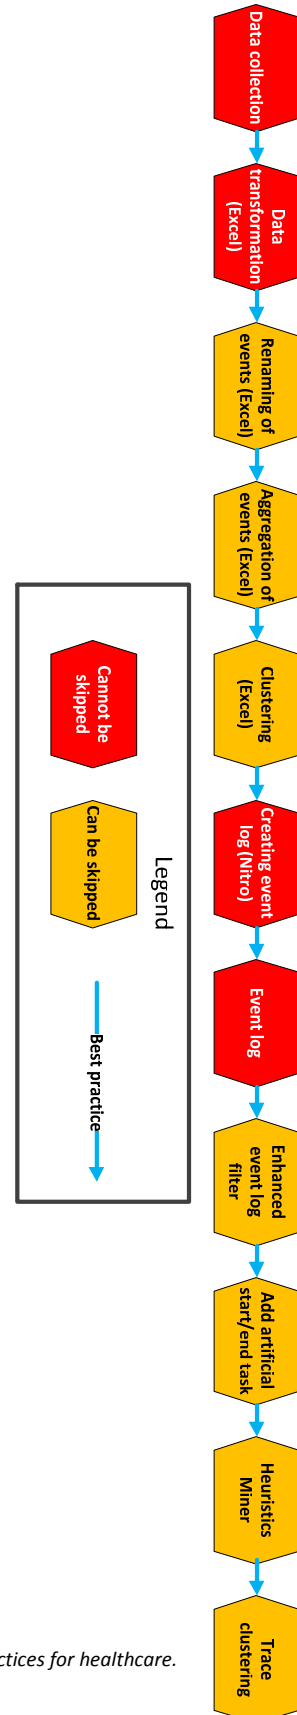 Data collection
Data
transformation
(Excel)
Renaming of
events (Excel)
Aggregation of
events (Excel)
Clustering
(Excel)
Creating event
log (Nitro)
Event log
Enhanced
event log
filter
Add artificial
start/end task
Heuristics
Miner
Trace
clustering
Legend
Cannot be
skipped
Can be skipped
Best practice
ctices for healthcare.